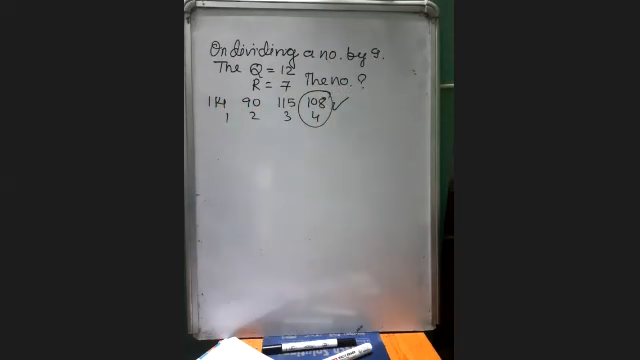 On dividing a no. by 9.
The Q = 12
R = 7 The no. ?
114 90 115 108 ✓
1 2 3 4